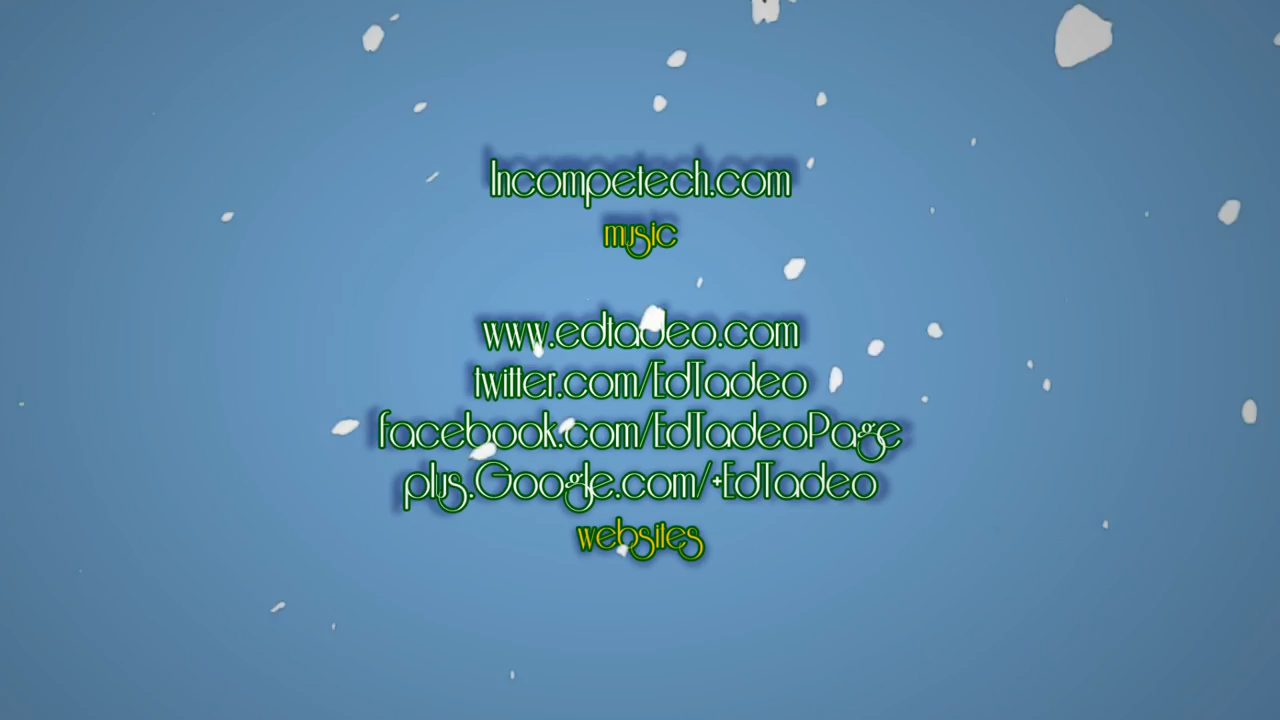 Incompetech.com
music
www.edtadeo.com
twitter.com/EdTadeo
facebook.com/EdTadeoPage
plus.Google.com/+EdTadeo
websites